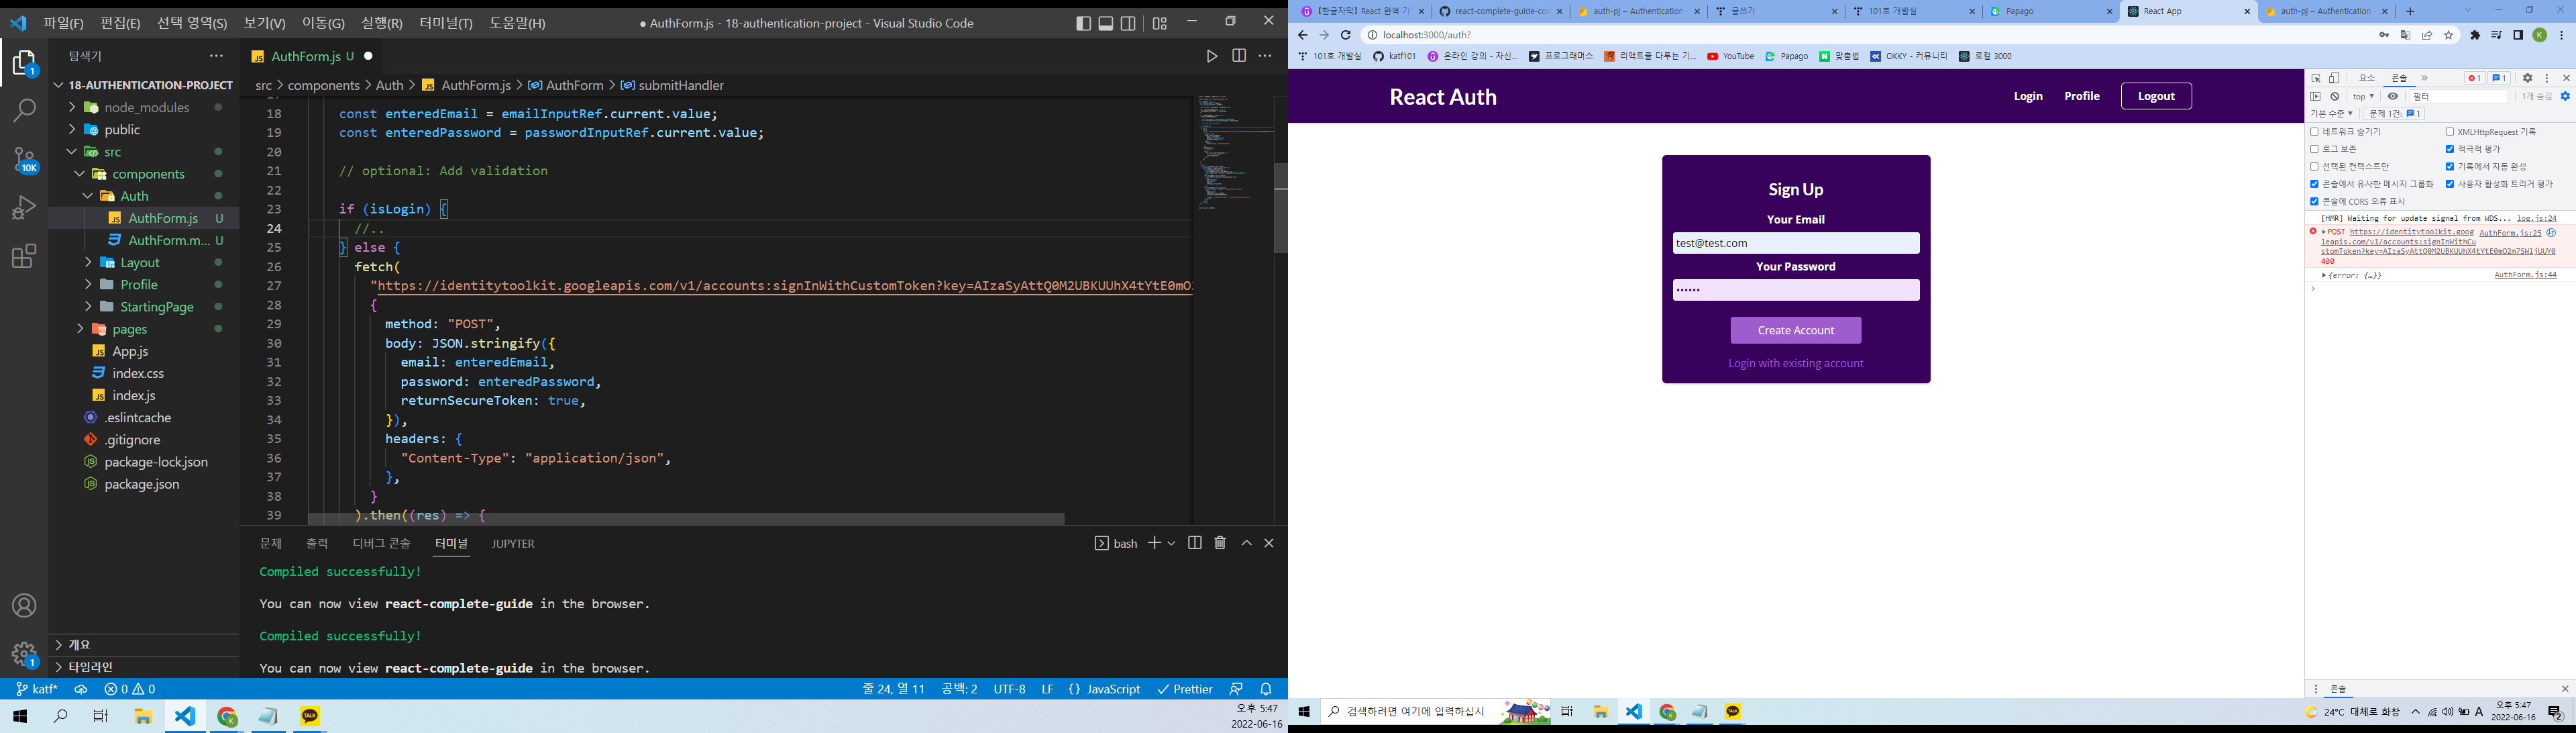 파일(F) 편집(E) 선택 영역(S) 보기(V) 이동(G) 실행(R) 터미널(T) 도움말(H)
● AuthForm.js - 18-authentication-project - Visual Studio Code
탐색기
18-AUTHENTICATION-PROJECT
node_modules
public
src
components
Auth
AuthForm.js U
AuthForm.m... U
Layout
Profile
StartingPage
pages
App.js
index.css
index.js
.eslintcache
.gitignore
package-lock.json
package.json
개요
타임라인
1
10K
1
AuthForm.js U ●
src > components > Auth > AuthForm.js > AuthForm > submitHandler
18 const enteredEmail = emailInputRef.current.value;
19 const enteredPassword = passwordInputRef.current.value;
20
21 // optional: Add validation
22
23 if (isLogin) {
24 //..
25 } else {
26 fetch(
27 "https://identitytoolkit.googleapis.com/v1/accounts:signInWithCustomToken?key=AIzaSyAttQ0M2UBKUUhX4tYtE0mO
28 {
29 method: "POST",
30 body: JSON.stringify({
31 email: enteredEmail,
32 password: enteredPassword,
33 returnSecureToken: true,
34 }),
35 headers: {
36 "Content-Type": "application/json",
37 },
38 }
39 ).then((res) => {
문제 출력 디버그 콘솔 터미널 JUPYTER
bash
Compiled successfully!
You can now view react-complete-guide in the browser.
Compiled successfully!
You can now view react-complete-guide in the browser.
katf* 0 0
줄 24, 열 11 공백: 2 UTF-8 LF {} JavaScript Prettier
TALK
오후 5:47
2022-06-16
【한글자막】 React 완벽 가
react-complete-guide-cod
auth-pj – Authentication
글쓰기
101호 개발실
Papago
React App
auth-pj – Authentication
localhost:3000/auth?
K
101호 개발실 katf101 온라인 강의 - 자신... 프로그래머스 리액트를 다루는 기... YouTube Papago 맞춤법 OKKY - 커뮤니티 로컬 3000
React Auth
Login Profile Logout
Sign Up
Your Email
test@test.com
Your Password
Create Account
Login with existing account
요소 콘솔 » 1 1
top ▼ 필터 1개 숨김
기본 수준 ▼ 문제 1건: 1
네트워크 숨기기 XMLHttpRequest 기록
로그 보존 적극적 평가
선택된 컨텍스트만 기록에서 자동 완성
콘솔에서 유사한 메시지 그룹화 사용자 활성화 트리거 평가
콘솔에 CORS 오류 표시
[HMR] Waiting for update signal from WDS... log.js:24
▶POST https://identitytoolkit.goog AuthForm.js:25
leapis.com/v1/accounts:signInWithCu
stomToken?key=AIzaSyAttQ0M2UBKUUhX4tYtE0mO2m7SWljUUY0
400
▶{error: {…}} AuthForm.js:44
콘솔
검색하려면 여기에 입력하십시
TALK
24°C 대체로 화창
A
오후 5:47
2022-06-16
2